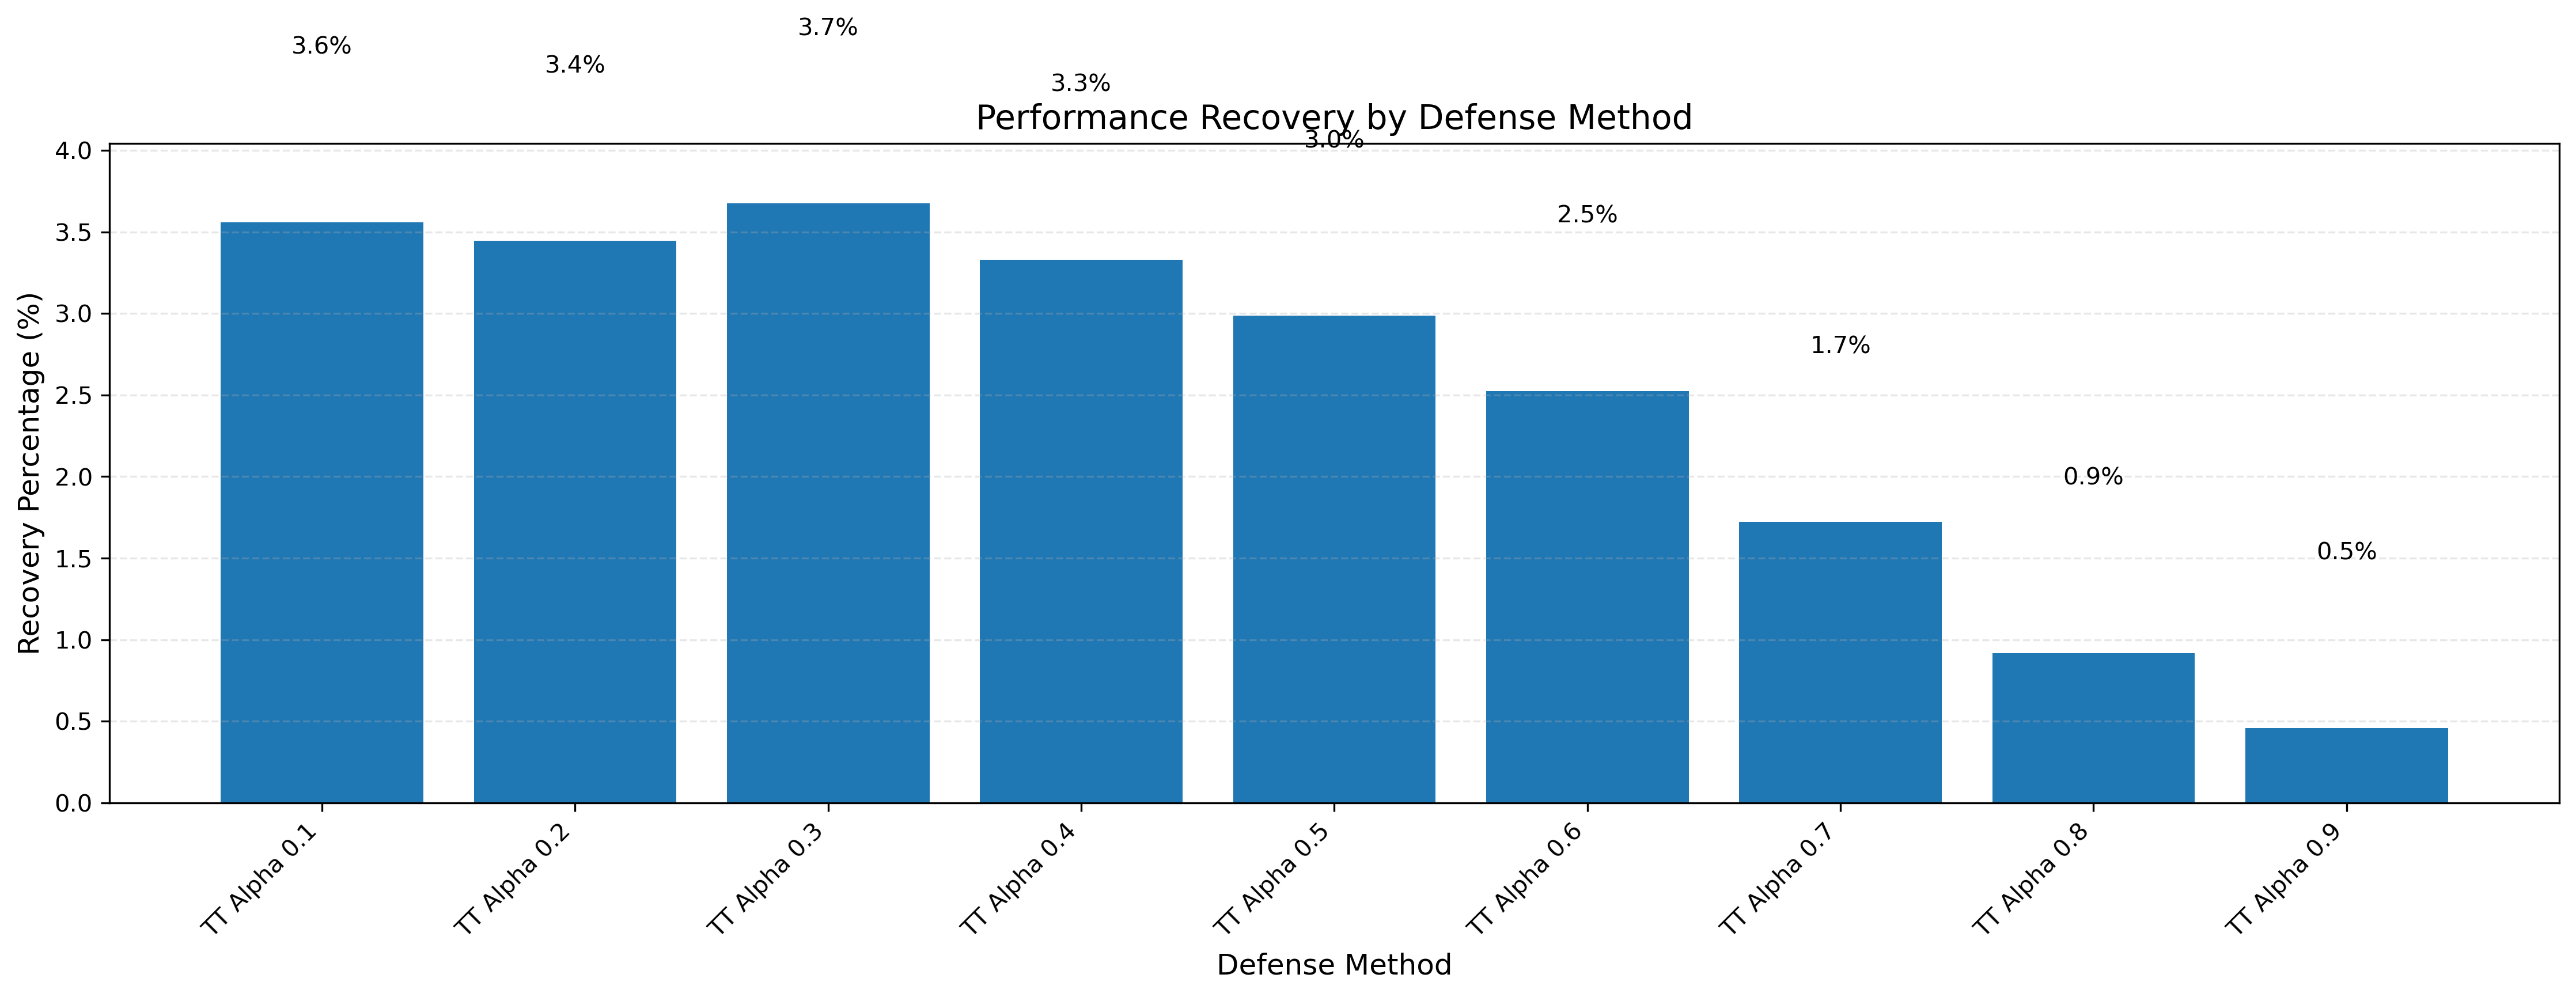 3.7%
3.6%
3.4%
3.3%
Performance Recovery by Defense Method
3.0%
2.5%
1.7%
0.9%
0.5%
Recovery Percentage (%)
4.0
3.5
3.0
2.5
2.0
1.5
1.0
0.5
0.0
TT Alpha 0.1
TT Alpha 0.2
TT Alpha 0.3
TT Alpha 0.4
TT Alpha 0.5
TT Alpha 0.6
TT Alpha 0.7
TT Alpha 0.8
TT Alpha 0.9
Defense Method